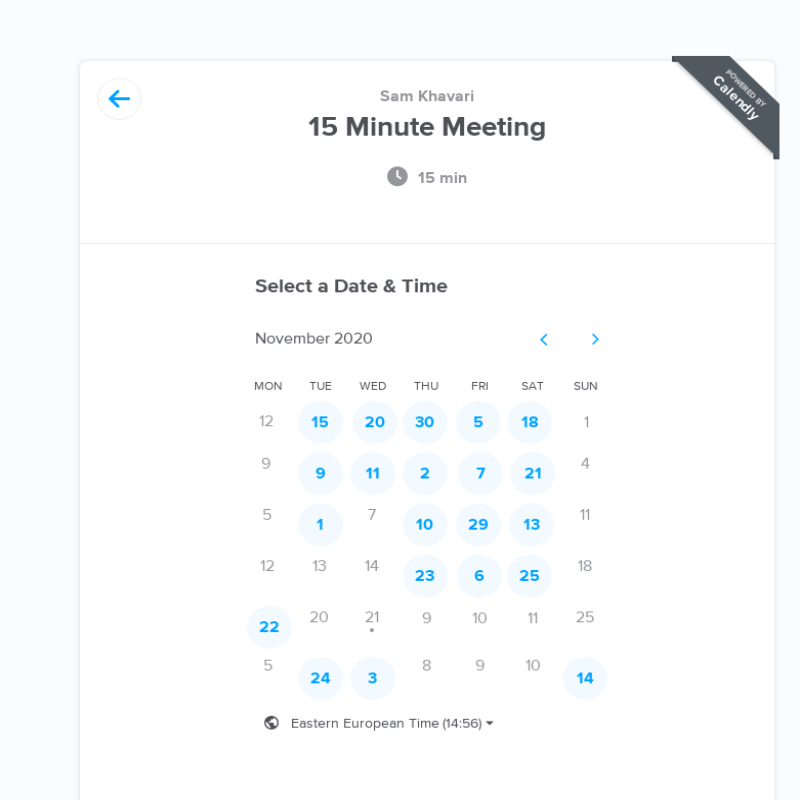 POWERED BY
Calendly
Sam Khavari
15 Minute Meeting
15 min
Select a Date & Time
November 2020
MON TUE WED THU FRI SAT SUN
12 15 20 30 5 18 1
9 9 11 2 7 21 4
5 1 7 10 29 13 11
12 13 14 23 6 25 18
22 20 21 9 10 11 25
5 24 3 8 9 10 14
Eastern European Time (14:56)